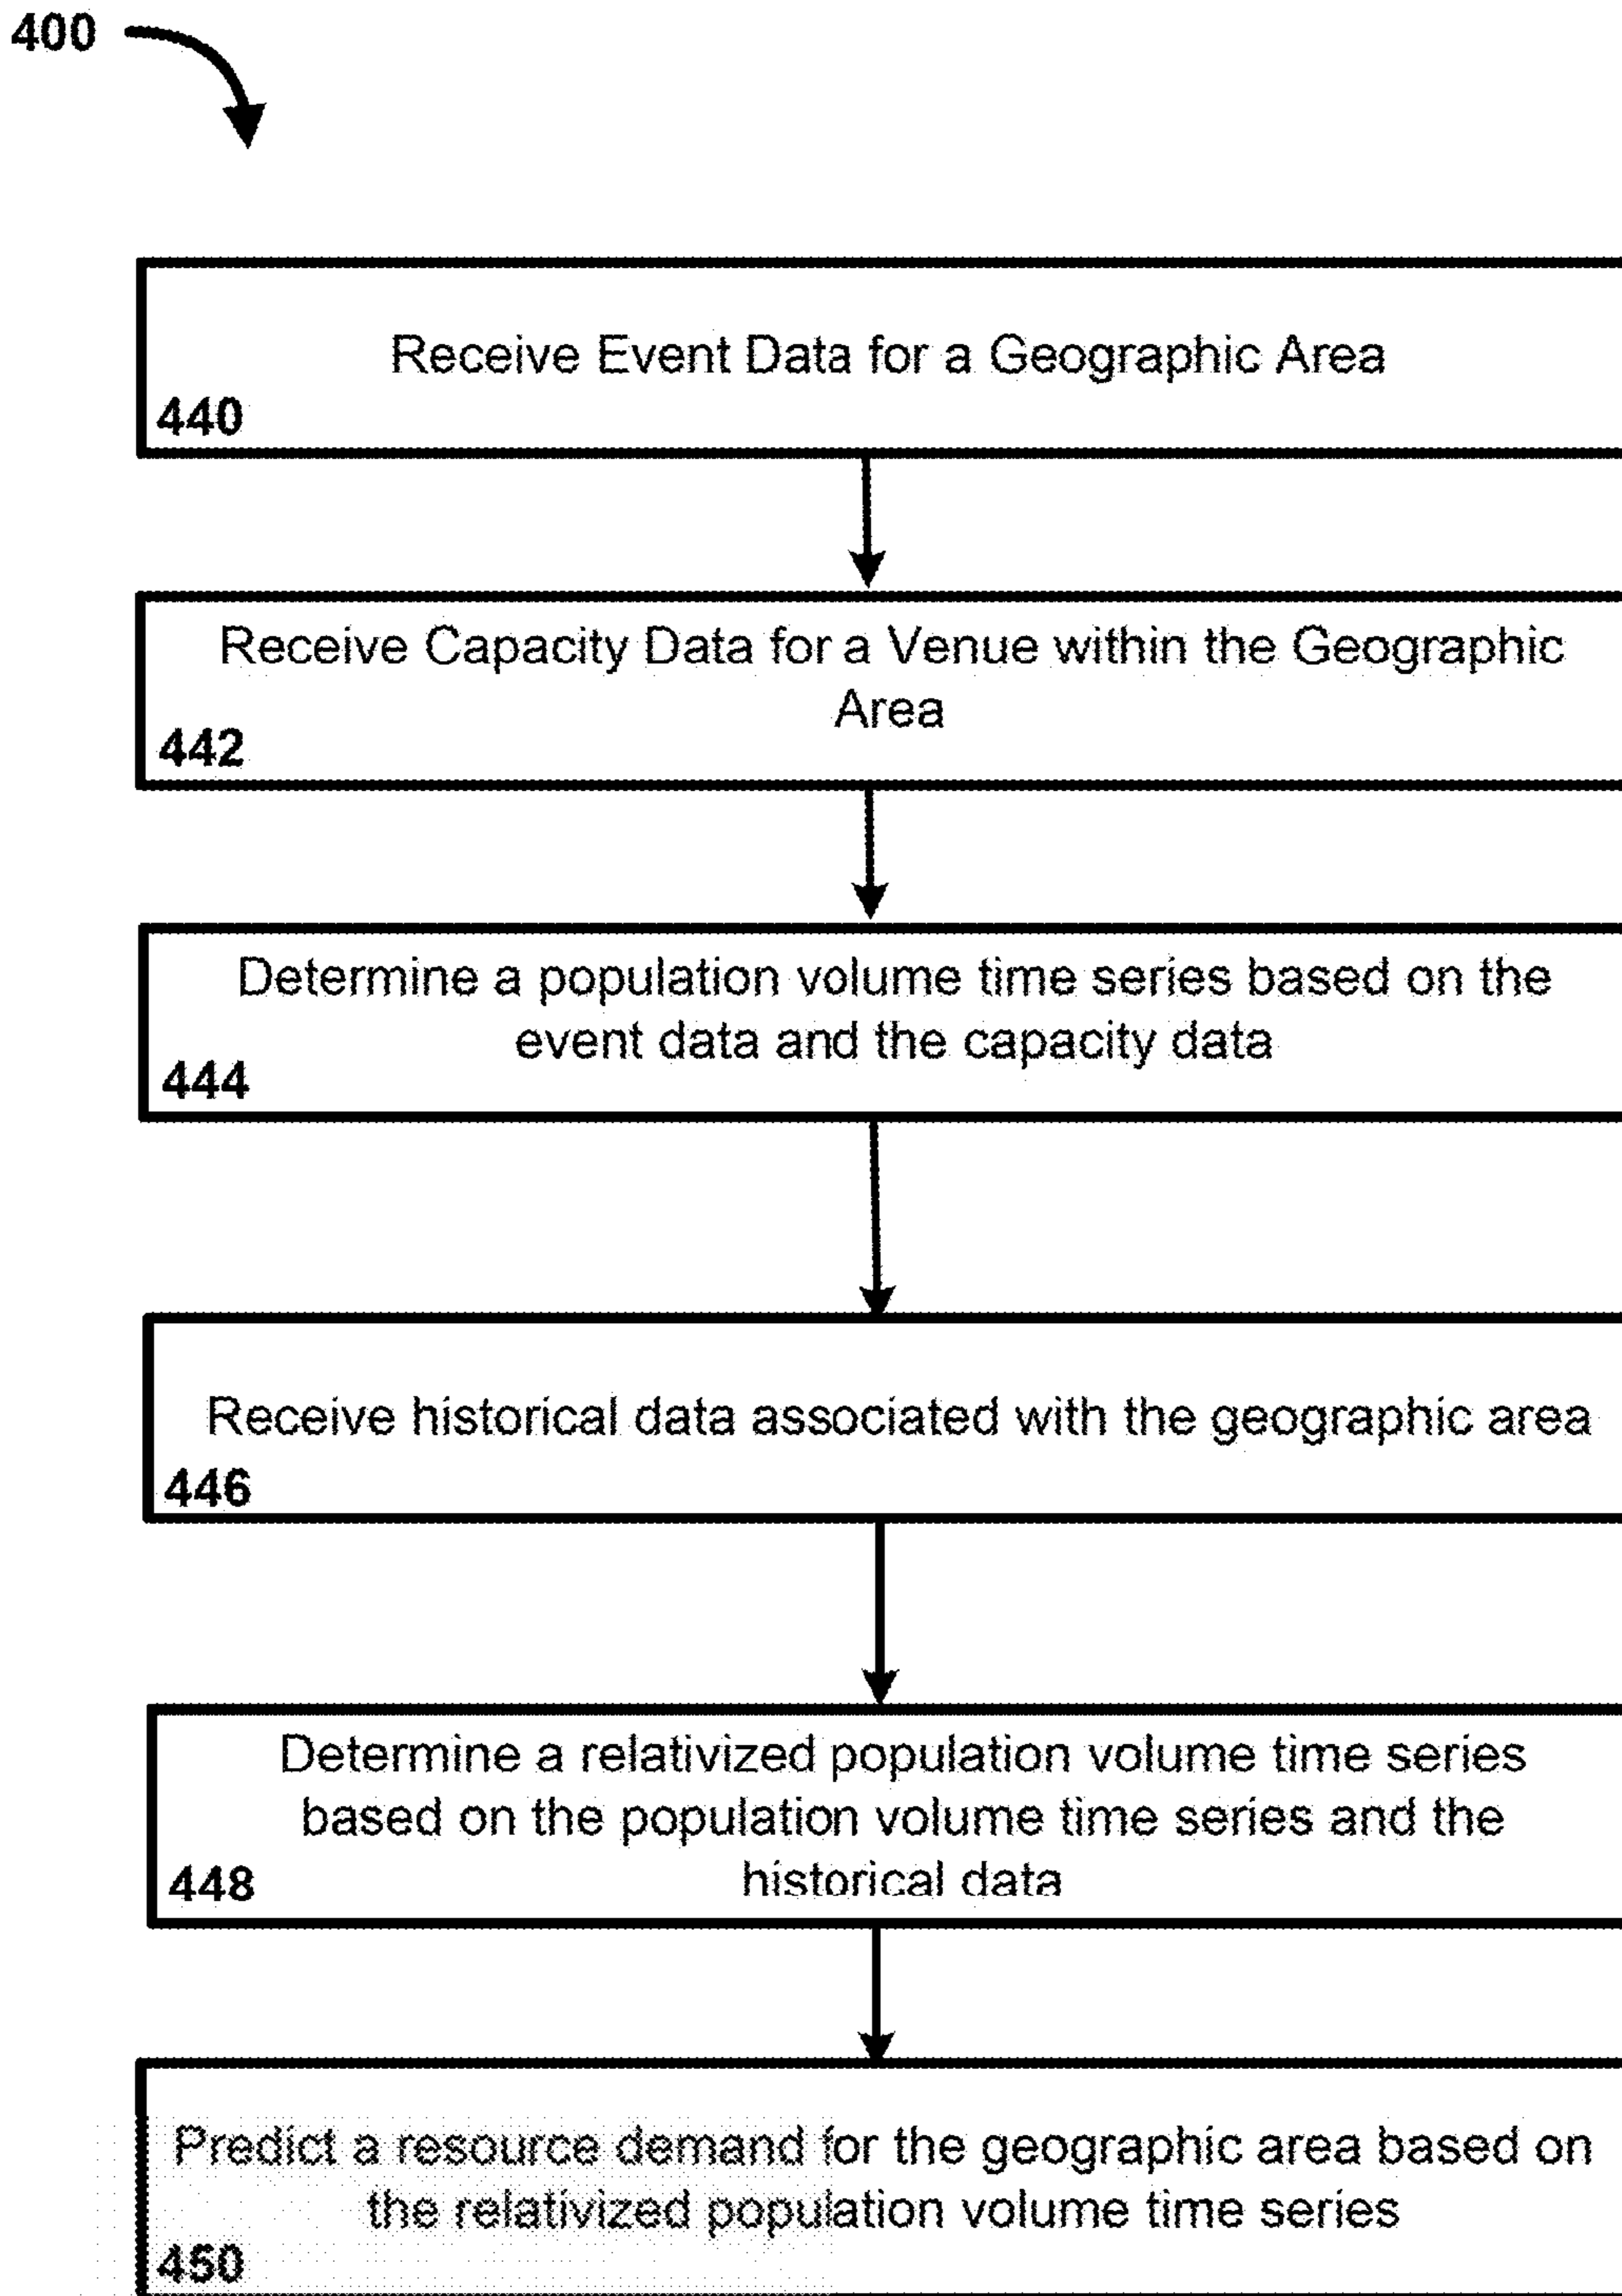 400
Receive Event Data for a Geographic Area
440
Receive Capacity Data for a Venue within the Geographic
Area
442
Determine a population volume time series based on the
event data and the capacity data
444
Receive historical data associated with the geographic area
446
Determine a relativized population volume time series
based on the population volume time series and the
historical data
448
Predict a resource demand for the geographic area based on
the relativized population volume time series
450